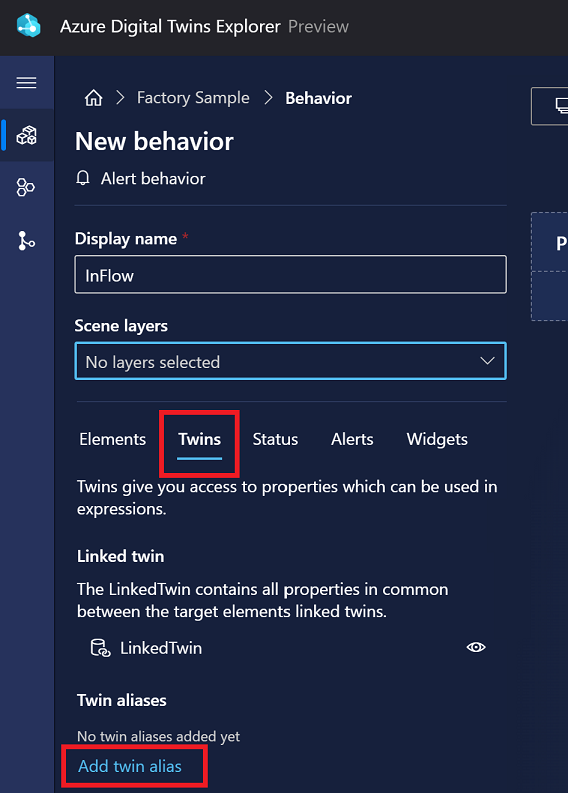 Azure Digital Twins Explorer Preview
Factory Sample > Behavior
New behavior
Alert behavior
Display name *
InFlow
Scene layers
No layers selected
Elements Twins Status Alerts Widgets
Twins give you access to properties which can be used in
expressions.
Linked twin
The LinkedTwin contains all properties in common
between the target elements linked twins.
LinkedTwin
Twin aliases
No twin aliases added yet
Add twin alias